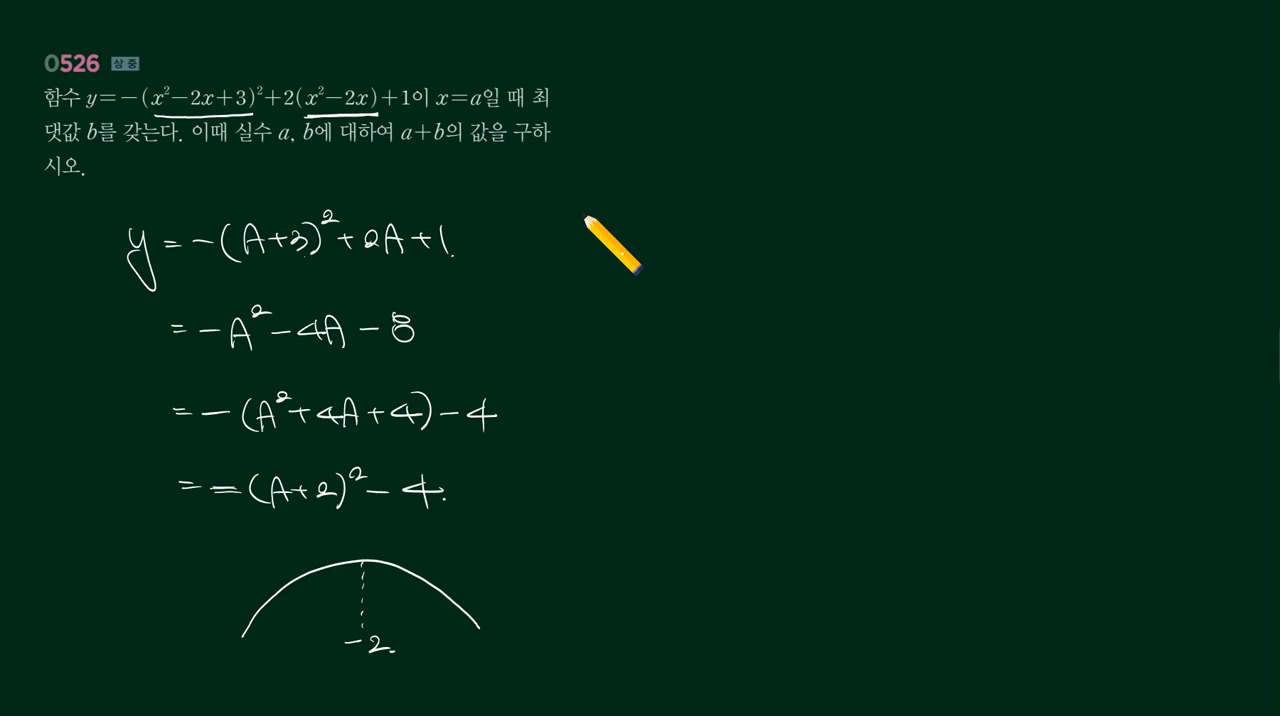 0526 상 중
함수 y=-(x²-2x+3)²+2(x²-2x)+1이 x=a일 때 최
댓값 b를 갖는다. 이때 실수 a, b에 대하여 a+b의 값을 구하
시오.
y = -(A+3)² + 2A + 1.
= -A² - 4A - 8
= -(A² + 4A + 4) - 4
= -(A+2)² - 4.
-2.